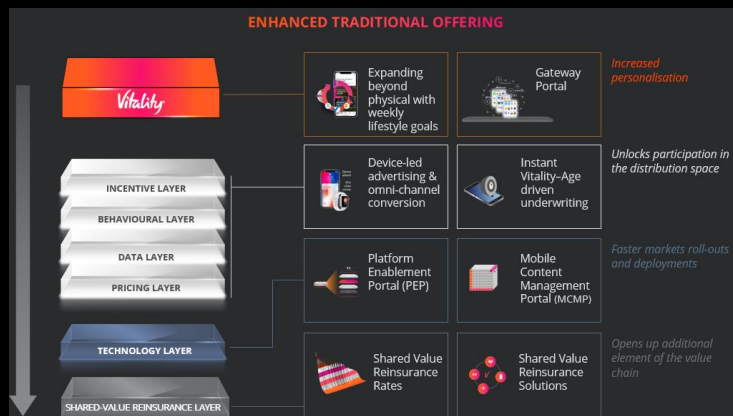 ENHANCED TRADITIONAL OFFERING
Vitality
Expanding
beyond
physical with
weekly
lifestyle goals
Gateway
Portal
Increased
personalisation
INCENTIVE LAYER
BEHAVIOURAL LAYER
DATA LAYER
PRICING LAYER
Device-led
advertising &
omni-channel
conversion
Instant
Vitality–Age
driven
underwriting
Unlocks participation in
the distribution space
TECHNOLOGY LAYER
Platform
Enablement
Portal (PEP)
Mobile
Content
Management
Portal (MCMP)
Faster markets roll-outs
and deployments
SHARED-VALUE REINSURANCE LAYER
Shared Value
Reinsurance
Rates
Shared Value
Reinsurance
Solutions
Opens up additional
element of the value
chain